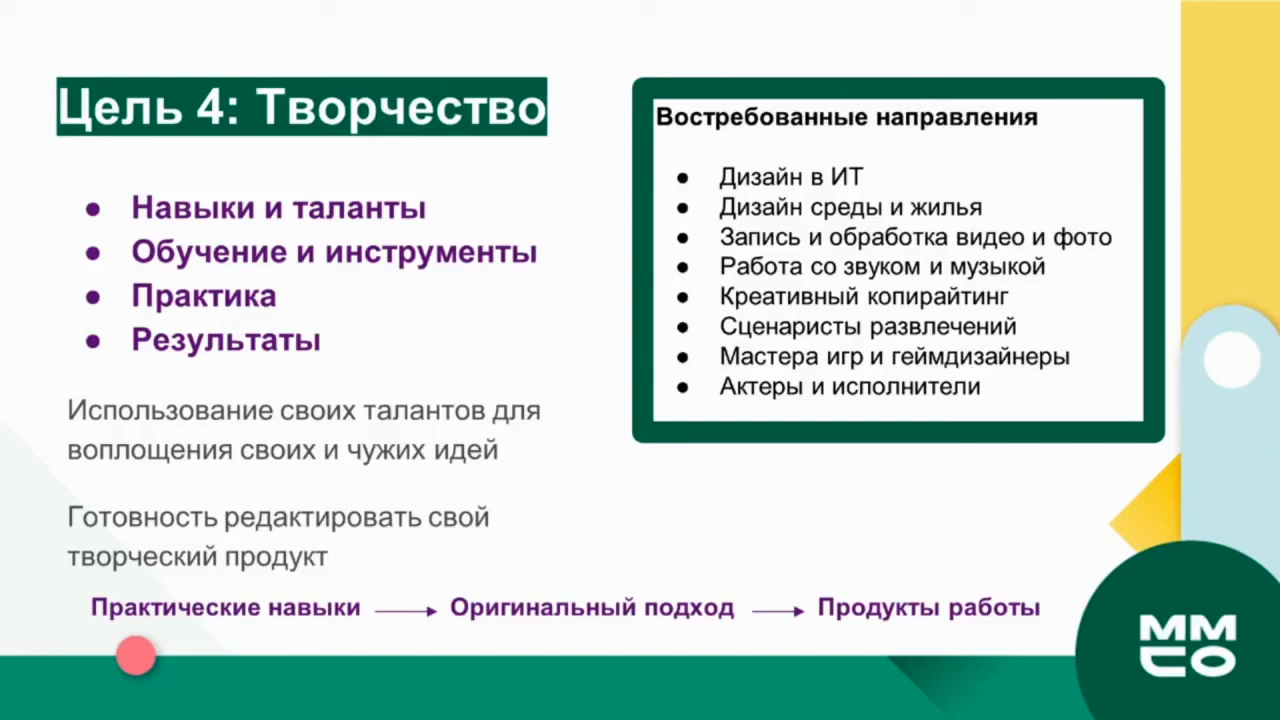 Цель 4: Творчество
● Навыки и таланты
● Обучение и инструменты
● Практика
● Результаты
Использование своих талантов для
воплощения своих и чужих идей
Готовность редактировать свой
творческий продукт
Востребованные направления
● Дизайн в ИТ
● Дизайн среды и жилья
● Запись и обработка видео и фото
● Работа со звуком и музыкой
● Креативный копирайтинг
● Сценаристы развлечений
● Мастера игр и геймдизайнеры
● Актеры и исполнители
Практические навыки → Оригинальный подход → Продукты работы
ММ
СО